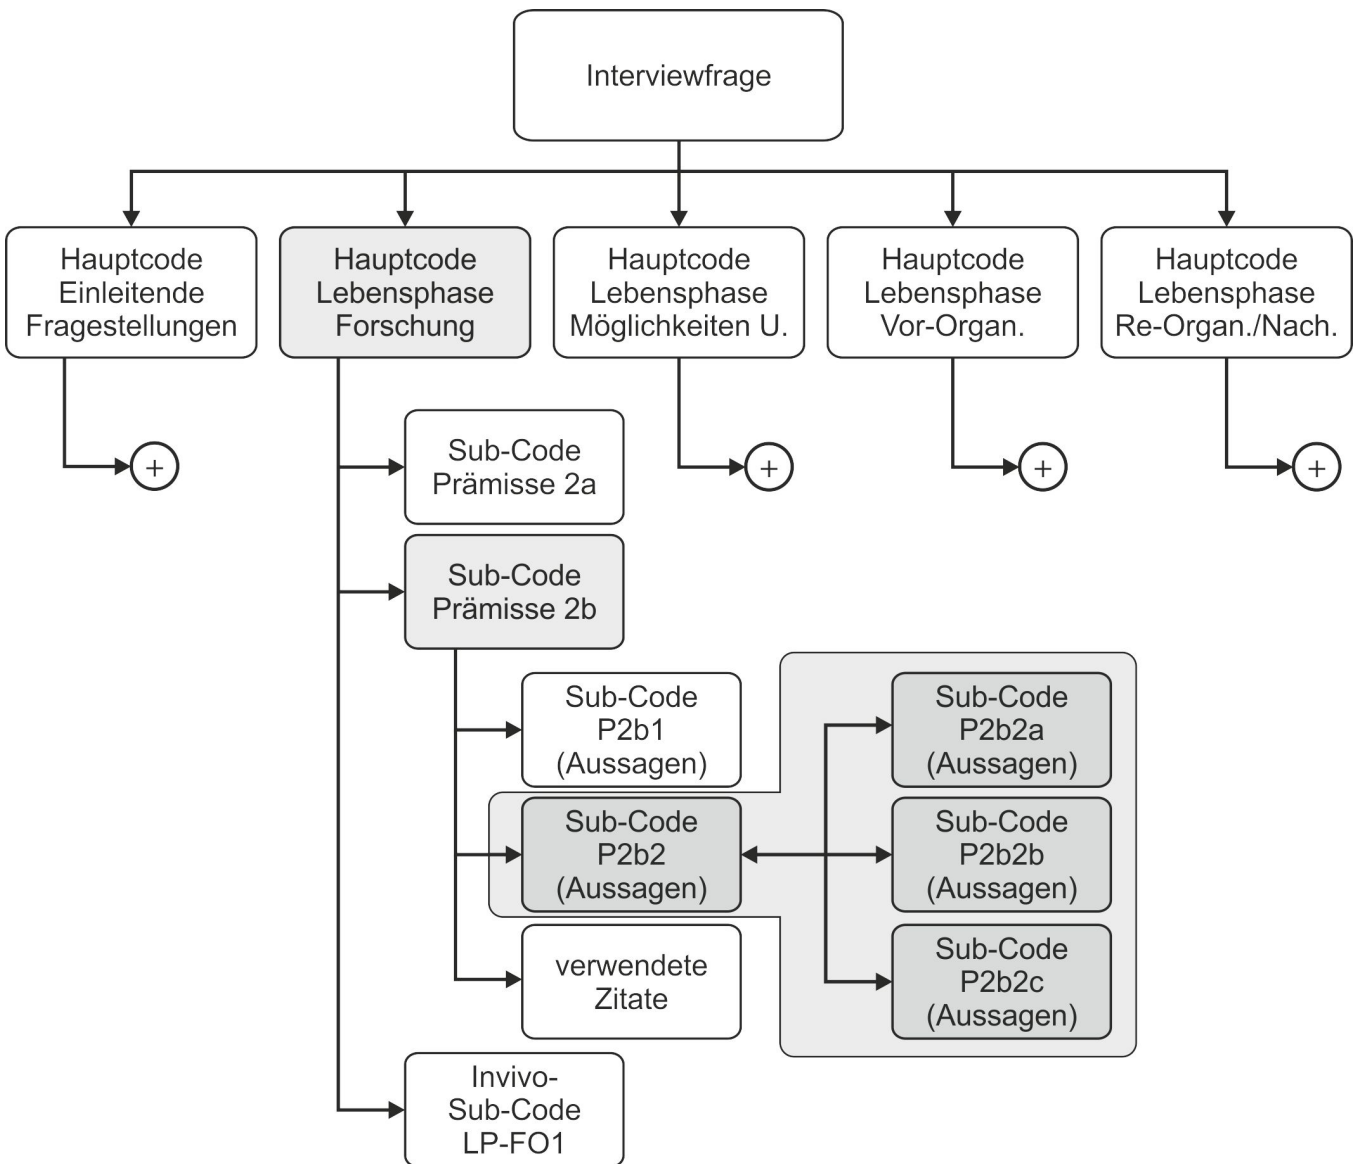 Interviewfrage
Hauptcode
Einleitende
Fragestellungen
Hauptcode
Lebensphase
Forschung
Hauptcode
Lebensphase
Möglichkeiten U.
Hauptcode
Lebensphase
Vor-Organ.
Hauptcode
Lebensphase
Re-Organ./Nach.
+
Sub-Code
Prämisse 2a
+
+
+
Sub-Code
Prämisse 2b
Sub-Code
P2b1
(Aussagen)
Sub-Code
P2b2a
(Aussagen)
Sub-Code
P2b2
(Aussagen)
Sub-Code
P2b2b
(Aussagen)
verwendete
Zitate
Sub-Code
P2b2c
(Aussagen)
Invivo-
Sub-Code
LP-FO1